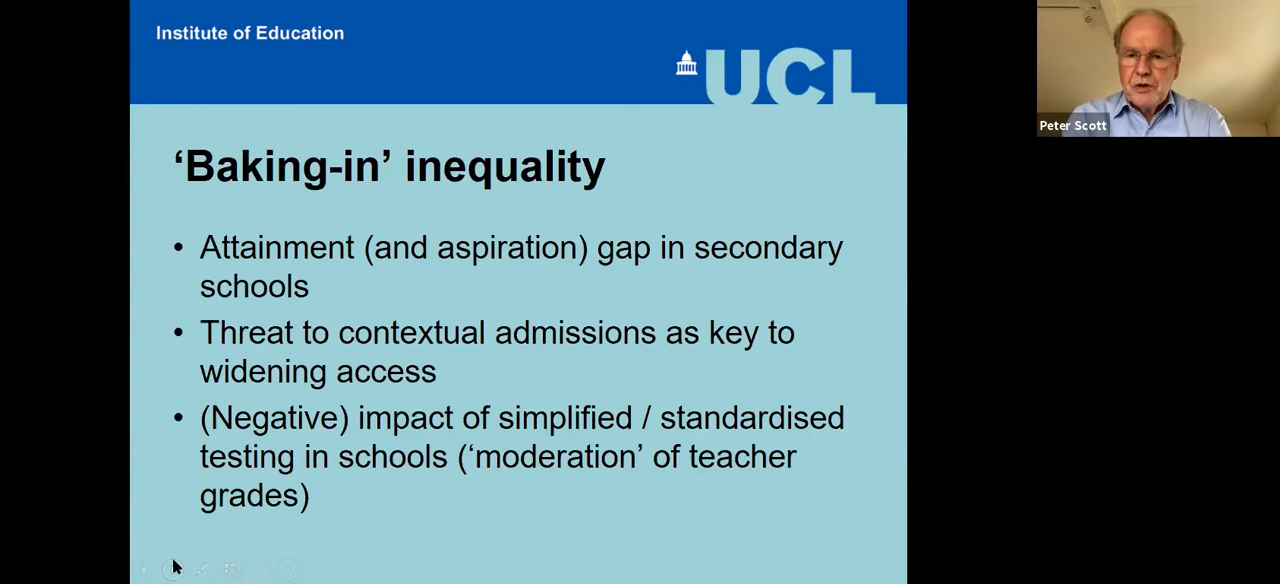 Institute of Education
UCL
Peter Scott
‘Baking-in’ inequality
• Attainment (and aspiration) gap in secondary
schools
• Threat to contextual admissions as key to
widening access
• (Negative) impact of simplified / standardised
testing in schools (‘moderation’ of teacher
grades)